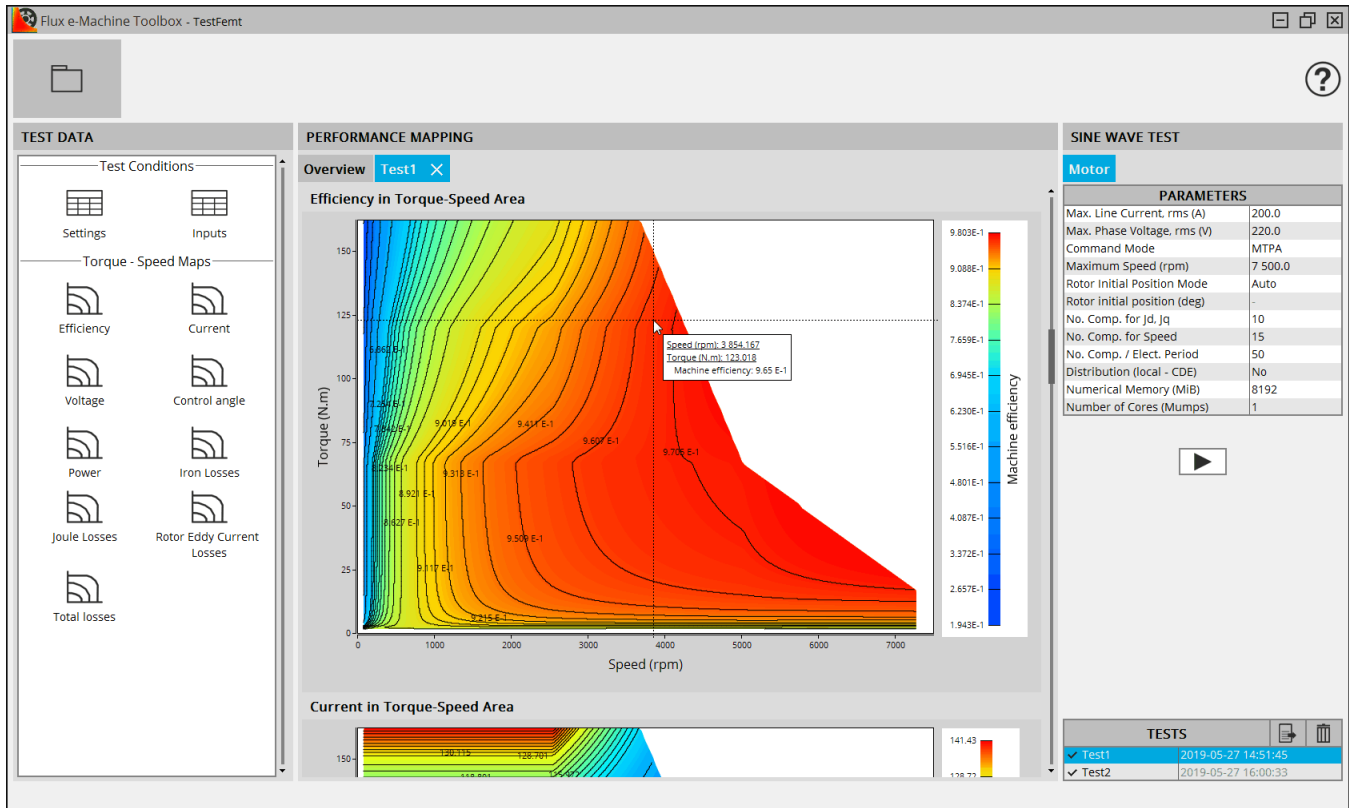 Flux e-Machine Toolbox - TestFemt
?
TEST DATA
Test Conditions
Settings
Inputs
Torque - Speed Maps
Efficiency
Current
Voltage
Control angle
Power
Iron Losses
Joule Losses
Rotor Eddy Current
Losses
Total losses
PERFORMANCE MAPPING
Overview
Test1
Efficiency in Torque-Speed Area
150
125
100
75
50
25
0
Torque (N.m)
0 1000 2000 3000 4000 5000 6000 7000
Speed (rpm)
9.019 E-1
9.411 E-1
9.607 E-1
9.705 E-1
8.234 E-1
9.313 E-1
8.921 E-1
8.627 E-1
9.509 E-1
9.117 E-1
9.215 E-1
Speed (rpm): 3 854.167
Torque (N.m): 123.018
Machine efficiency: 9.65 E-1
9.803E-1
9.088E-1
8.374E-1
7.659E-1
6.945E-1
6.230E-1
5.516E-1
4.801E-1
4.087E-1
3.372E-1
2.657E-1
1.943E-1
Machine efficiency
Current in Torque-Speed Area
150
130.115
128.701
141.43
128.72
SINE WAVE TEST
Motor
PARAMETERS
Max. Line Current, rms (A) 200.0
Max. Phase Voltage, rms (V) 220.0
Command Mode MTPA
Maximum Speed (rpm) 7 500.0
Rotor Initial Position Mode Auto
Rotor initial position (deg) -
No. Comp. for Jd, Jq 10
No. Comp. for Speed 15
No. Comp. / Elect. Period 50
Distribution (local - CDE) No
Numerical Memory (MiB) 8192
Number of Cores (Mumps) 1
TESTS
Test1 2019-05-27 14:51:45
Test2 2019-05-27 16:00:33